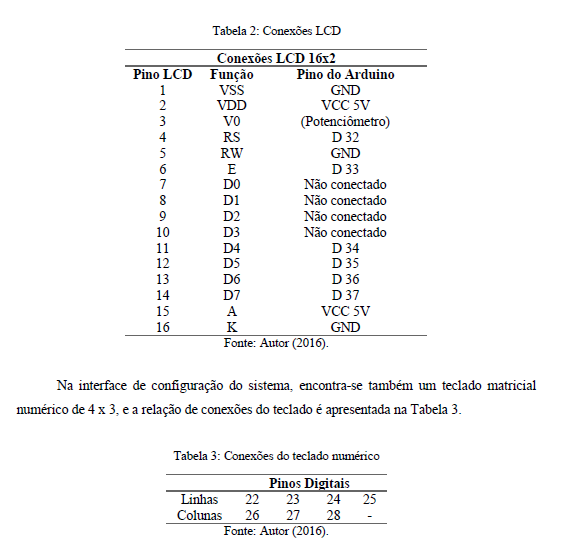 Tabela 2: Conexões LCD
Conexões LCD 16x2
Pino LCD Função Pino do Arduino
1 VSS GND
2 VDD VCC 5V
3 V0 (Potenciômetro)
4 RS D 32
5 RW GND
6 E D 33
7 D0 Não conectado
8 D1 Não conectado
9 D2 Não conectado
10 D3 Não conectado
11 D4 D 34
12 D5 D 35
13 D6 D 36
14 D7 D 37
15 A VCC 5V
16 K GND
Fonte: Autor (2016).
Na interface de configuração do sistema, encontra-se também um teclado matricial
numérico de 4 x 3, e a relação de conexões do teclado é apresentada na Tabela 3.
Tabela 3: Conexões do teclado numérico
Pinos Digitais
Linhas 22 23 24 25
Colunas 26 27 28 -
Fonte: Autor (2016).